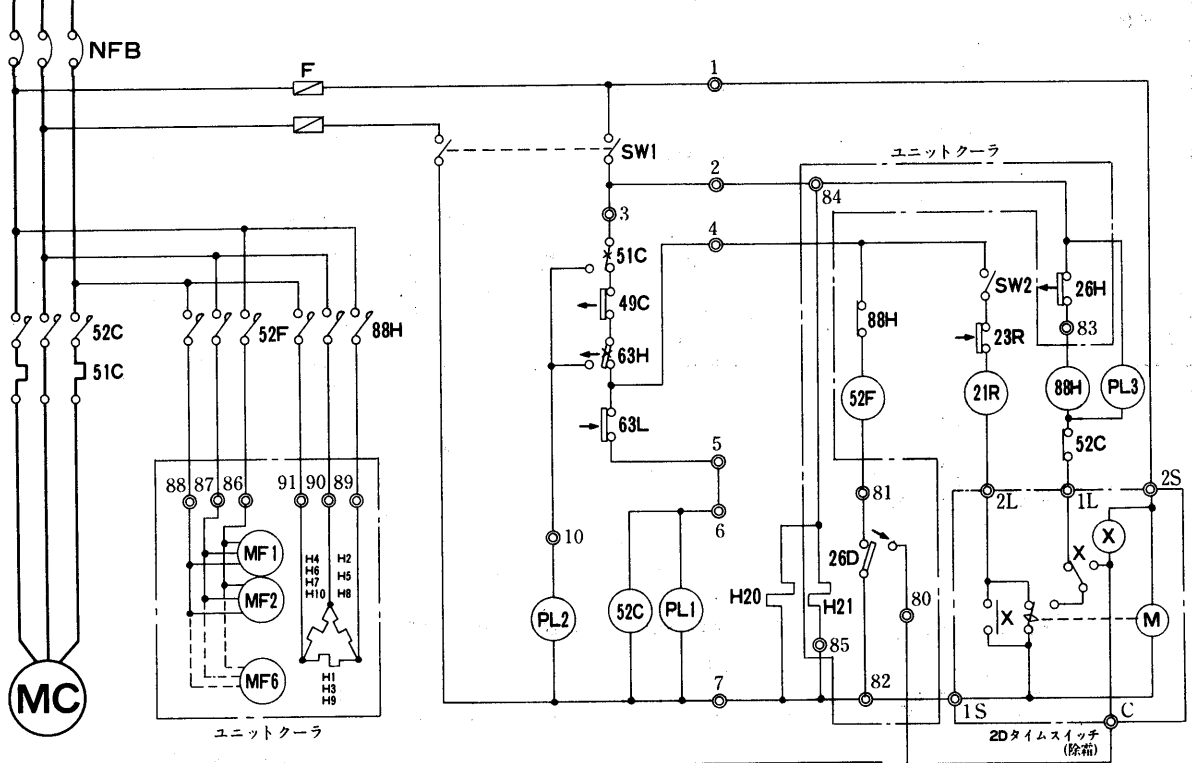 NFB
F
1
SW1
ユニットクーラ
2
84
3
4
51C
49C
SW2
26H
88H
23R
83
52C
52F
88H
63H
51C
52F
21R
88H
PL3
63L
52C
5
88
87
86
91
90
89
81
2L
1L
2S
6
10
26D
X
X
MF1
H4
H6
H7
H10
H2
H5
H8
MF2
H20
H21
80
PL2
52C
PL1
X
M
85
MF6
H1
H3
H9
MC
7
82
1S
C
ユニットクーラ
2Dタイムスイッチ
(除霜)